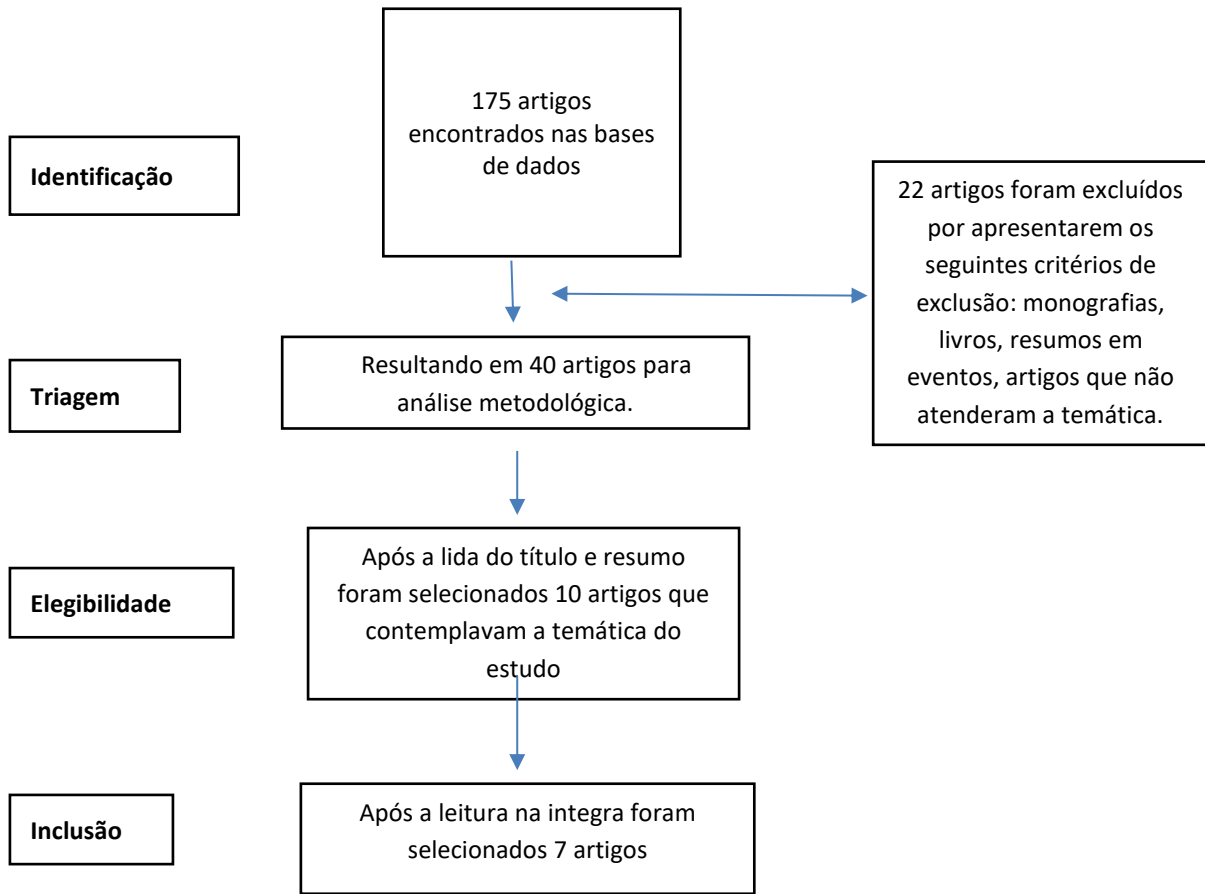 175 artigos
encontrados nas bases
de dados
Identificação
22 artigos foram excluídos
por apresentarem os
seguintes critérios de
exclusão: monografias,
livros, resumos em
eventos, artigos que não
atenderam a temática.
Resultando em 40 artigos para
análise metodológica.
Triagem
Após a lida do título e resumo
foram selecionados 10 artigos que
contemplavam a temática do
estudo
Elegibilidade
Após a leitura na integra foram
selecionados 7 artigos
Inclusão